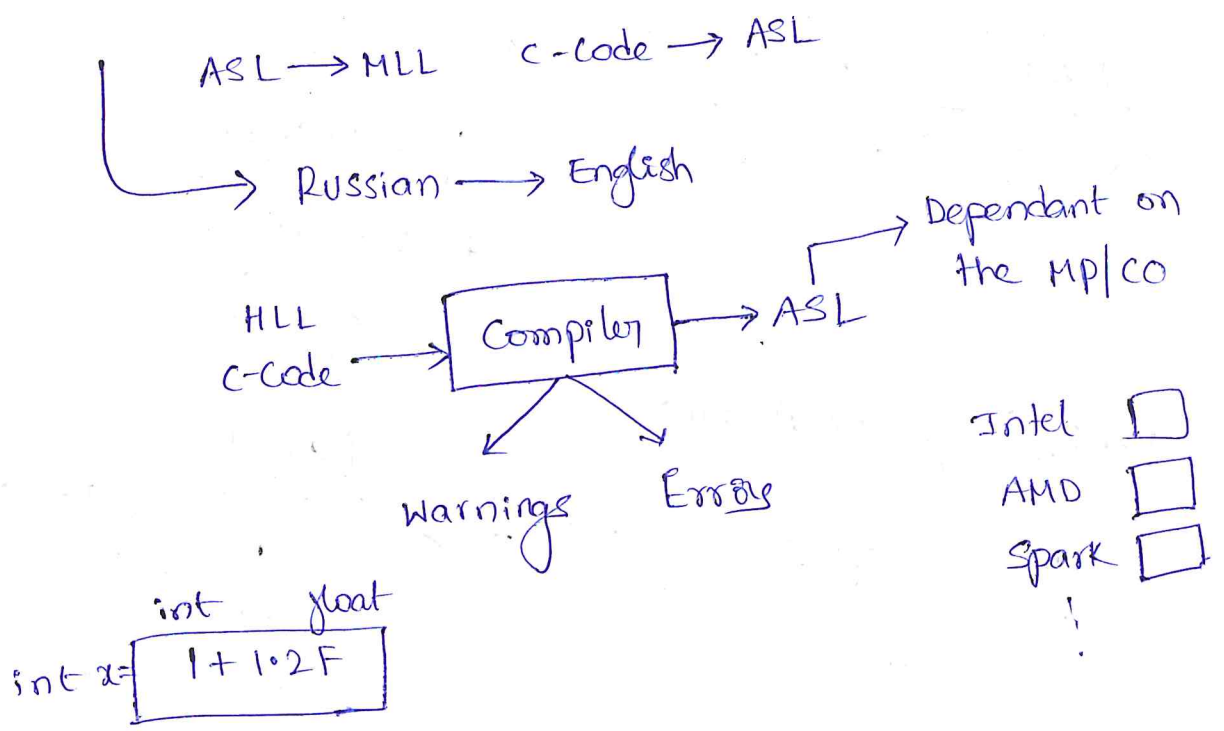 ASL → MLL    C-Code → ASL
Russian → English
Dependant on
the MP/CO
HLL
C-Code → Compiler → ASL
Warnings    Errors
Intel
AMD
Spark
int    float
int x= 1 + 1.2F